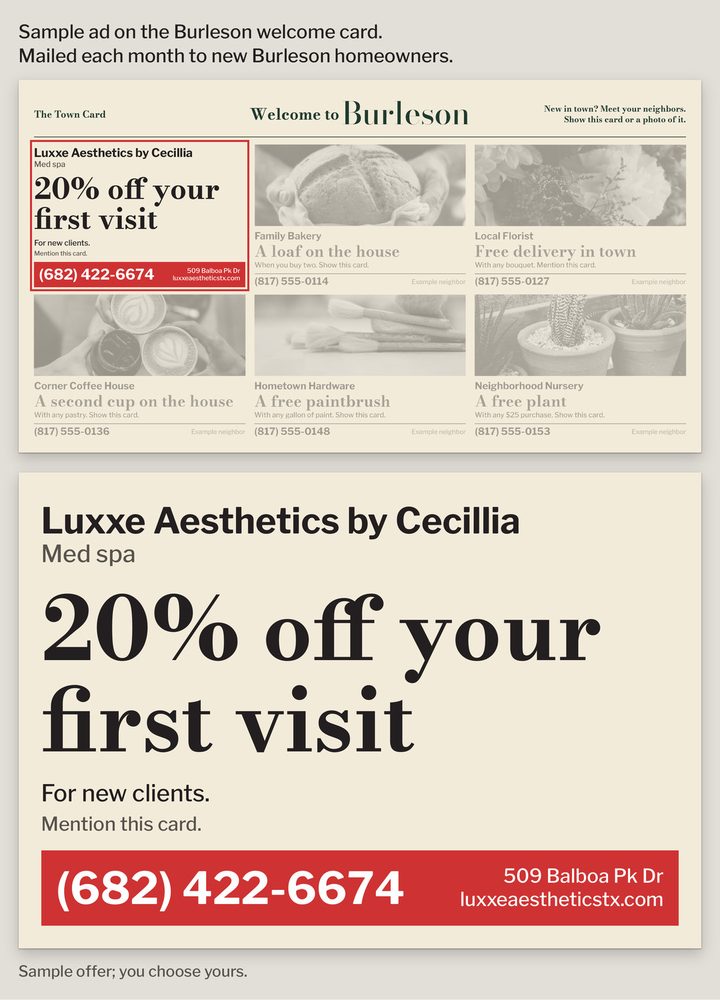 Sample ad on the Burleson welcome card.
Mailed each month to new Burleson homeowners.
The Town Card
Welcome to Burleson
New in town? Meet your neighbors.
Show this card or a photo of it.
Luxxe Aesthetics by Cecillia
Med spa
20% off your
first visit
For new clients.
Mention this card.
(682) 422-6674
509 Balboa Pk Dr
luxxeaestheticstx.com
Family Bakery
A loaf on the house
When you buy two. Show this card.
(817) 555-0114
Example neighbor
Local Florist
Free delivery in town
With any bouquet. Mention this card.
(817) 555-0127
Example neighbor
Corner Coffee House
A second cup on the house
With any pastry. Show this card.
(817) 555-0136
Example neighbor
Hometown Hardware
A free paintbrush
With any gallon of paint. Show this card.
(817) 555-0148
Example neighbor
Neighborhood Nursery
A free plant
With any $25 purchase. Show this card.
(817) 555-0153
Example neighbor
Luxxe Aesthetics by Cecillia
Med spa
20% off your
first visit
For new clients.
Mention this card.
(682) 422-6674
509 Balboa Pk Dr
luxxeaestheticstx.com
Sample offer; you choose yours.